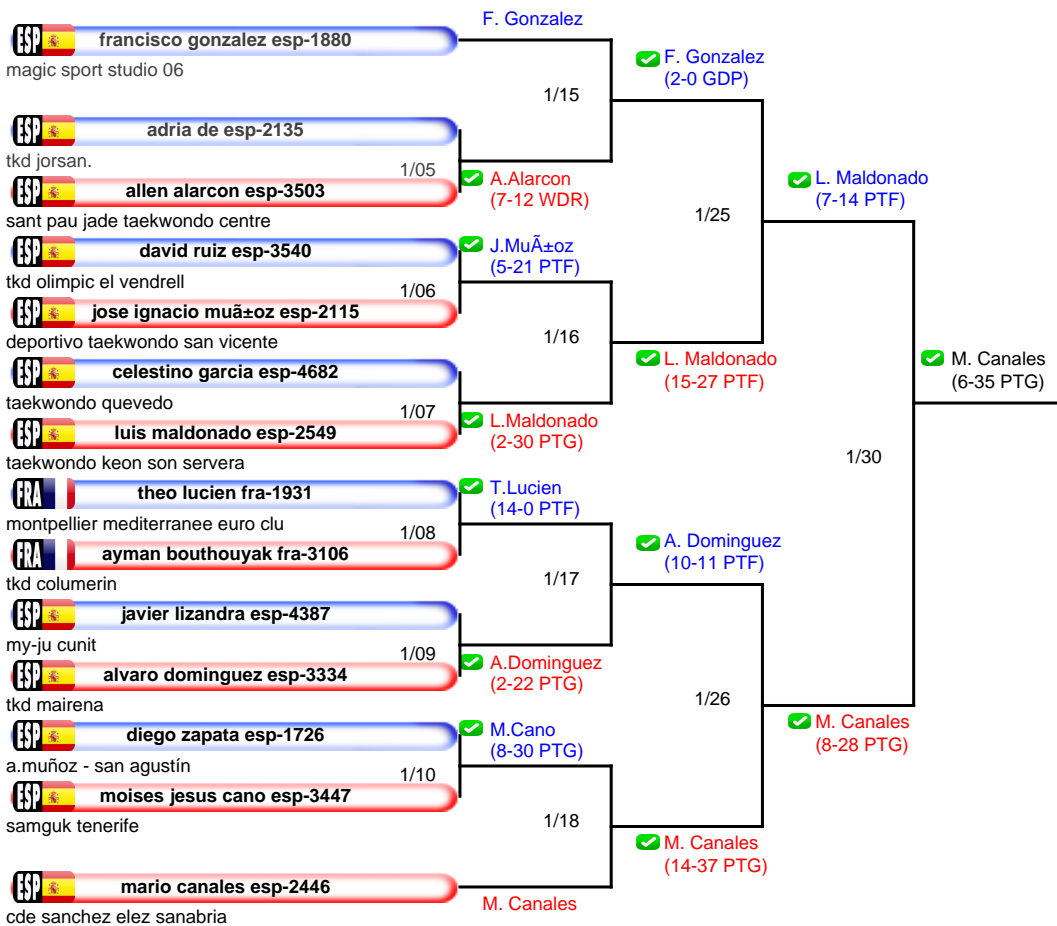 F. Gonzalez
ESP francisco gonzalez esp-1880
magic sport studio 06
F. Gonzalez
(2-0 GDP)
1/15
ESP adria de esp-2135
tkd jorsan.
1/05
A.Alarcon
(7-12 WDR)
ESP allen alarcon esp-3503
sant pau jade taekwondo centre
L. Maldonado
(7-14 PTF)
1/25
ESP david ruiz esp-3540
tkd olimpic el vendrell
J.MuÃ±oz
(5-21 PTF)
1/06
ESP jose ignacio muã±oz esp-2115
deportivo taekwondo san vicente
1/16
L. Maldonado
(15-27 PTF)
ESP celestino garcia esp-4682
taekwondo quevedo
1/07
L.Maldonado
(2-30 PTG)
ESP luis maldonado esp-2549
taekwondo keon son servera
M. Canales
(6-35 PTG)
1/30
FRA theo lucien fra-1931
montpellier mediterranee euro clu
T.Lucien
(14-0 PTF)
1/08
FRA ayman bouthouyak fra-3106
tkd columerin
A. Dominguez
(10-11 PTF)
1/17
ESP javier lizandra esp-4387
my-ju cunit
1/09
A.Dominguez
(2-22 PTG)
ESP alvaro dominguez esp-3334
tkd mairena
1/26
M. Canales
(8-28 PTG)
ESP diego zapata esp-1726
a.muñoz - san agustín
M.Cano
(8-30 PTG)
1/10
ESP moises jesus cano esp-3447
samguk tenerife
1/18
M. Canales
(14-37 PTG)
ESP mario canales esp-2446
cde sanchez elez sanabria
M. Canales